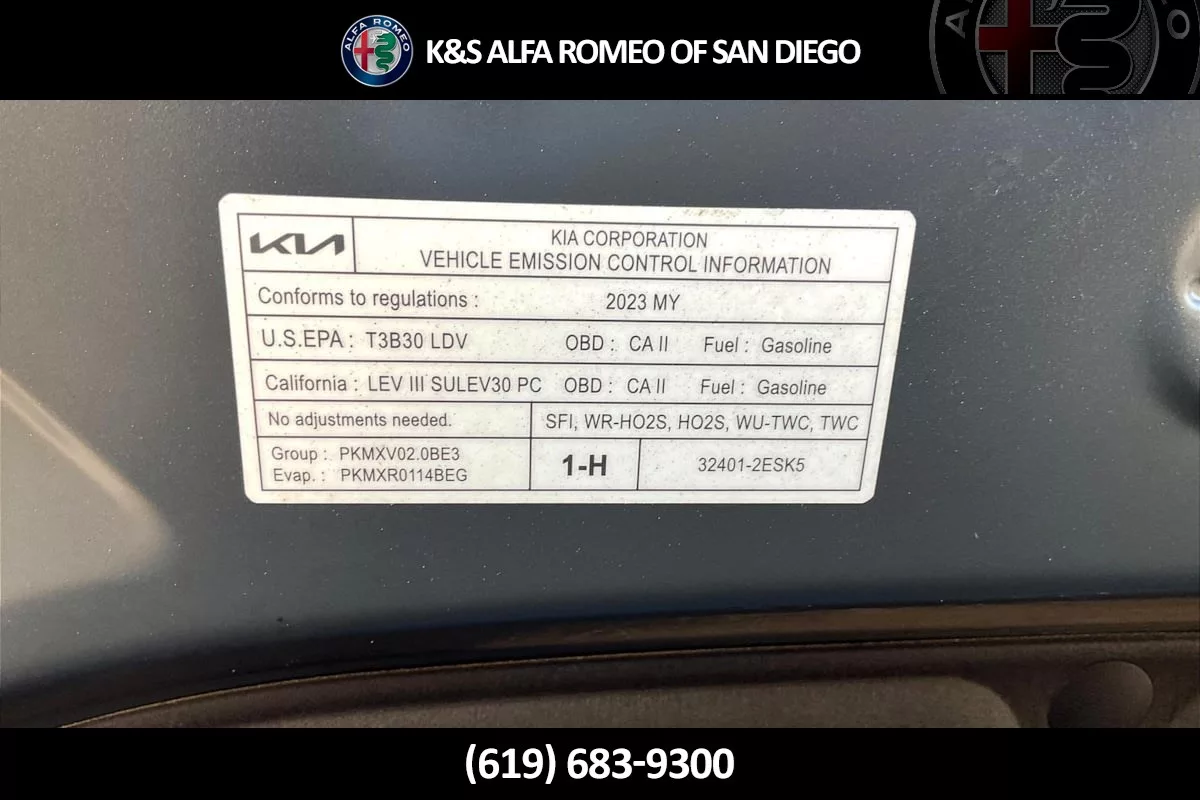 ALFA ROMEO
K&S ALFA ROMEO OF SAN DIEGO
KIA
KIA CORPORATION
VEHICLE EMISSION CONTROL INFORMATION
Conforms to regulations : 2023 MY
U.S.EPA : T3B30 LDV OBD : CA II Fuel : Gasoline
California : LEV III SULEV30 PC OBD : CA II Fuel : Gasoline
No adjustments needed. SFI, WR-HO2S, HO2S, WU-TWC, TWC
Group : PKMXV02.0BE3
Evap. : PKMXR0114BEG
1-H
32401-2ESK5
(619) 683-9300